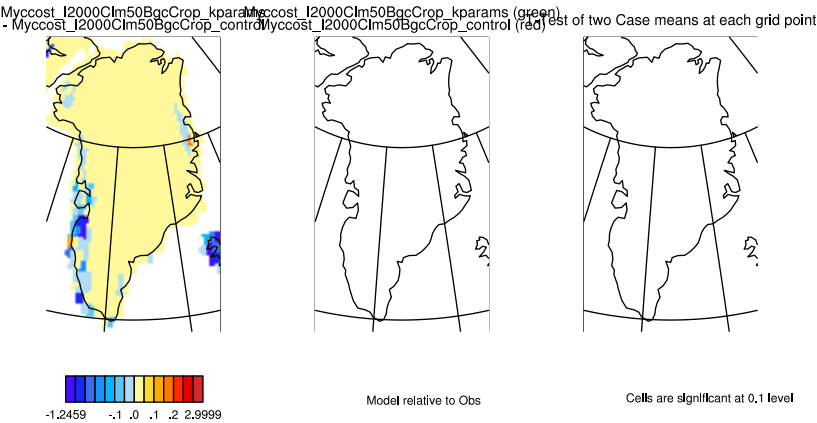 Myccost_I2000Clm50BgcCrop_kparams
- Myccost_I2000Clm50BgcCrop_control
Myccost_I2000Clm50BgcCrop_kparams (green)
Myccost_I2000Clm50BgcCrop_control (red)
T-Test of two Case means at each grid point
-1.2459 -.1 .0 .1 .2 2.9999
Model relative to Obs
Cells are significant at 0.1 level